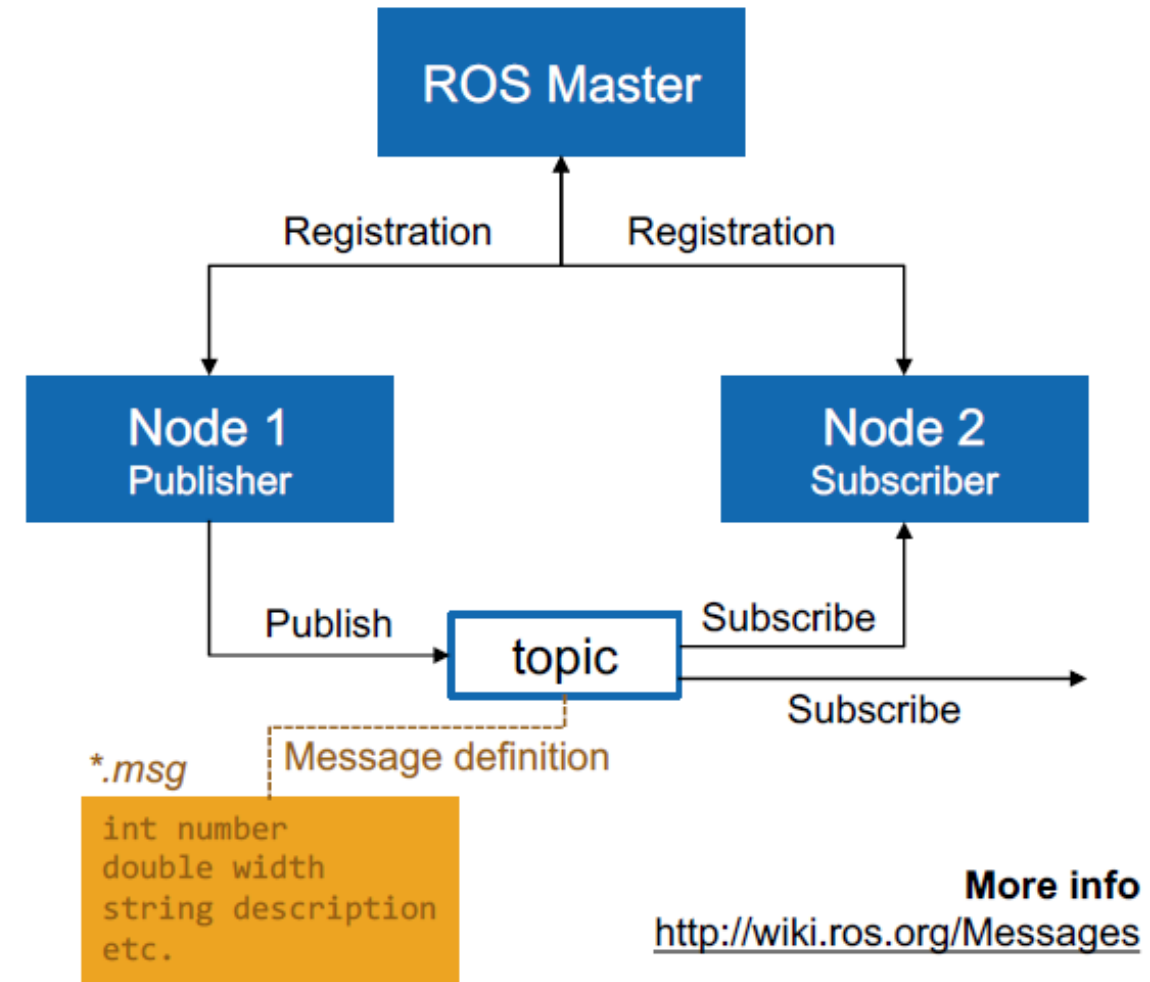 ROS Master
Registration
Registration
Node 1
Publisher
Node 2
Subscriber
Publish
topic
Subscribe
Subscribe
Message definition
*.msg
int number
double width
string description
etc.
More info
http://wiki.ros.org/Messages